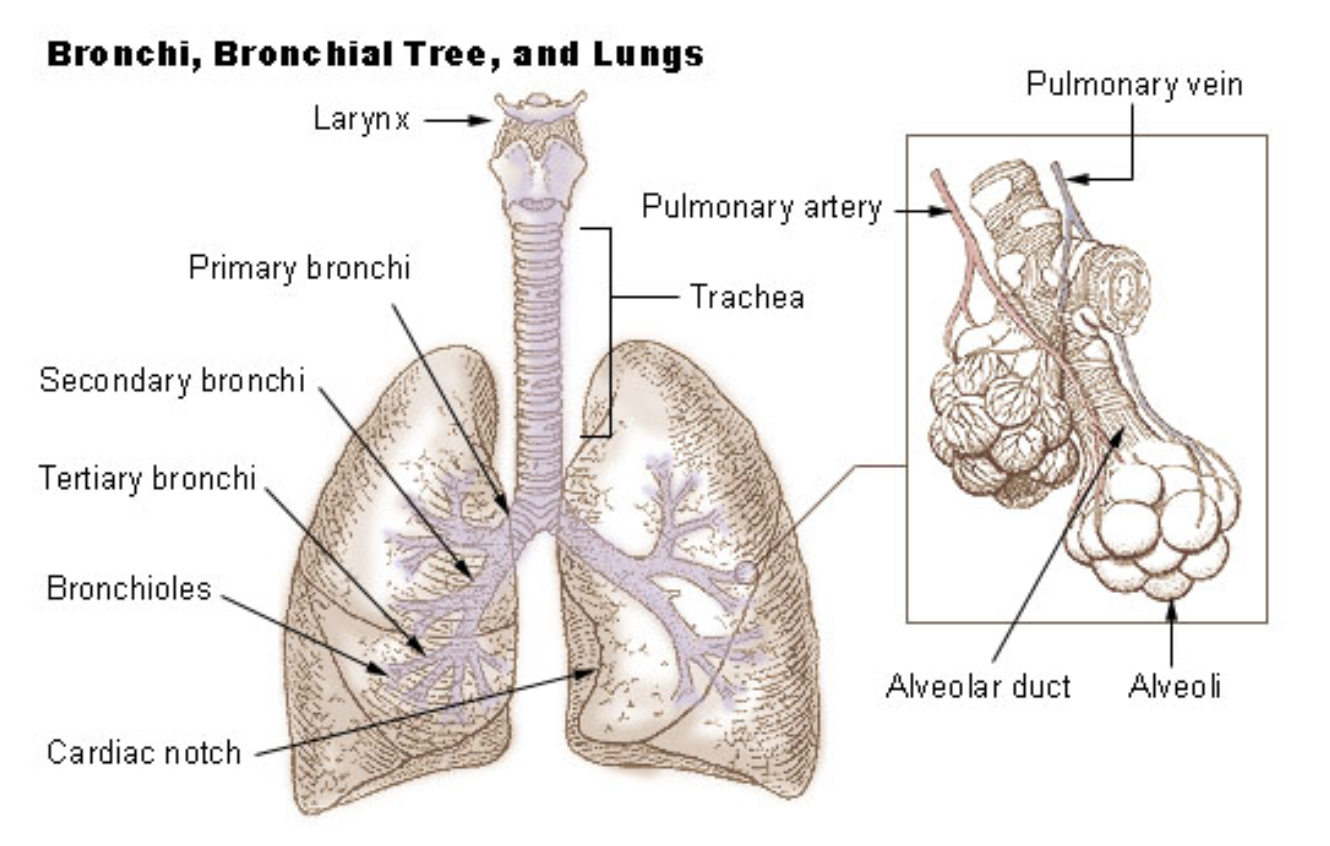 Bronchi, Bronchial Tree, and Lungs
Pulmonary vein
Larynx
Pulmonary artery
Primary bronchi
Trachea
Secondary bronchi
Tertiary bronchi
Bronchioles
Alveolar duct
Alveoli
Cardiac notch